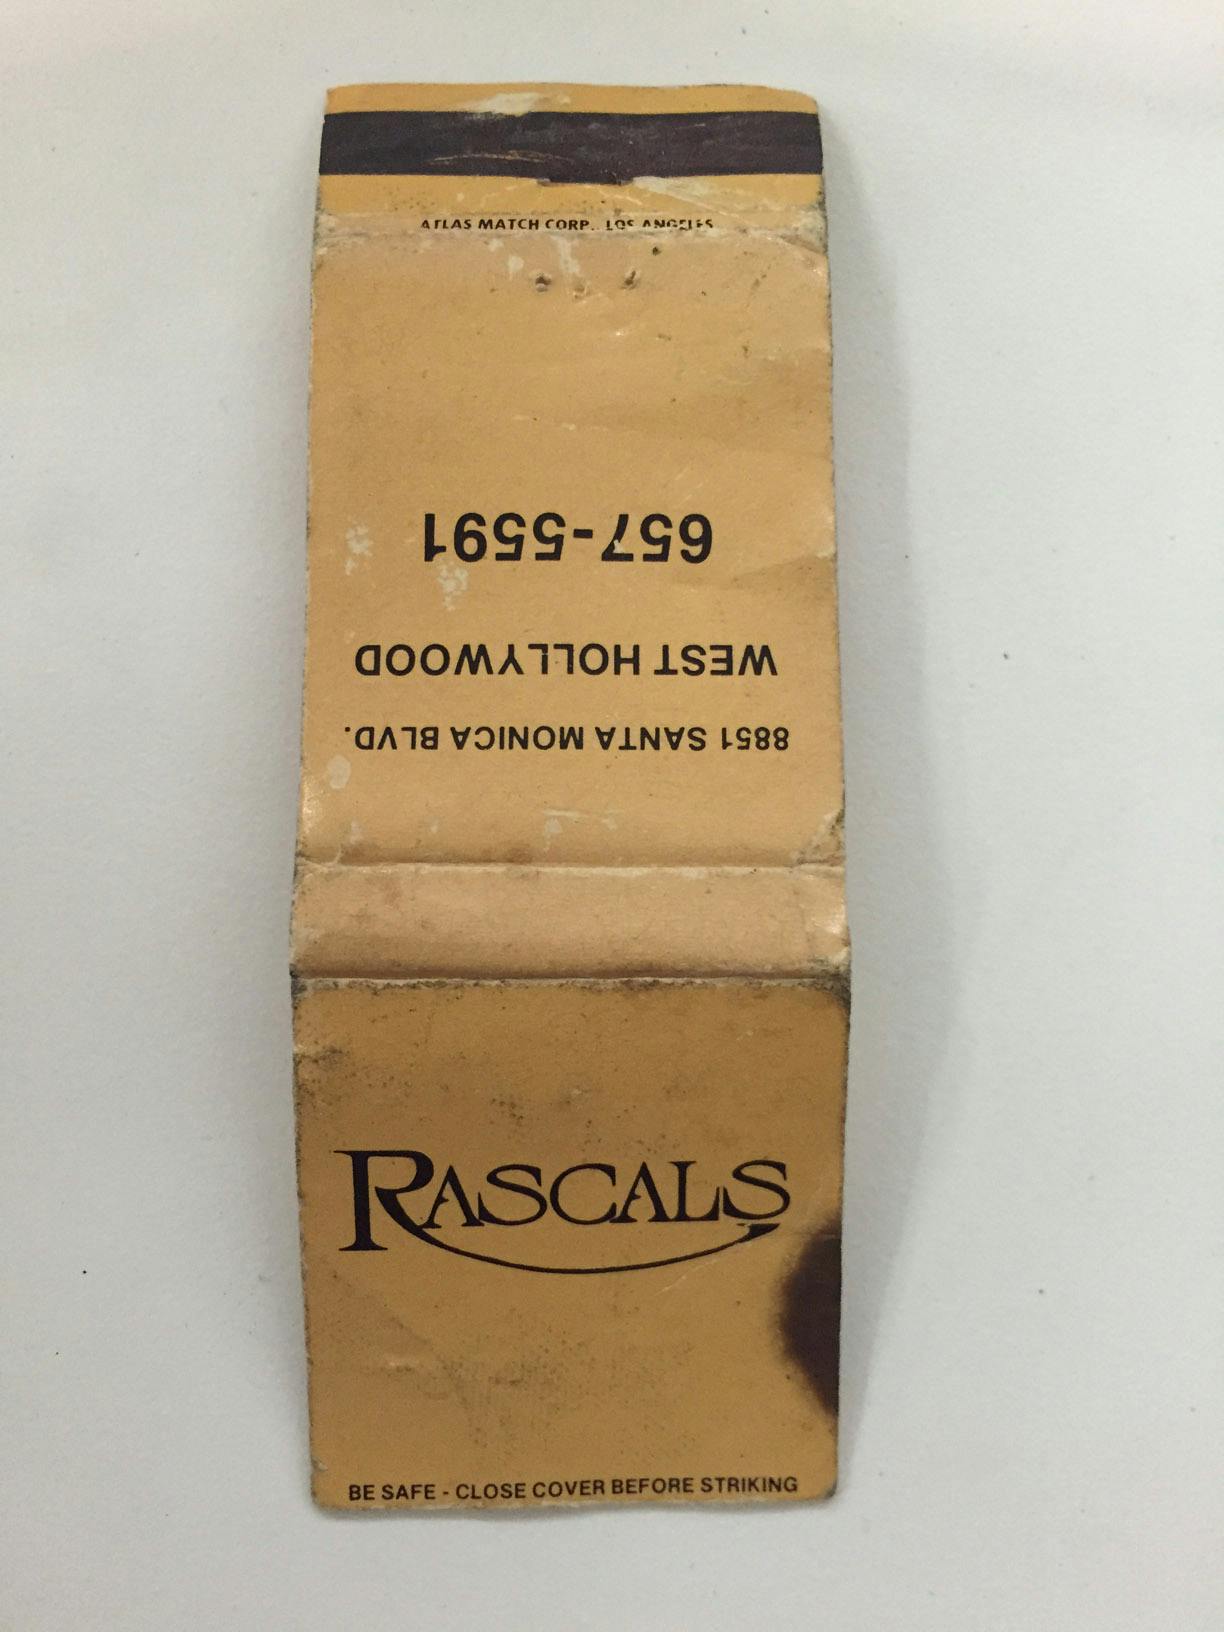 ATLAS MATCH CORP., LOS ANGELES
657-5591
WEST HOLLYWOOD
8851 SANTA MONICA BLVD.
RASCALS
BE SAFE - CLOSE COVER BEFORE STRIKING